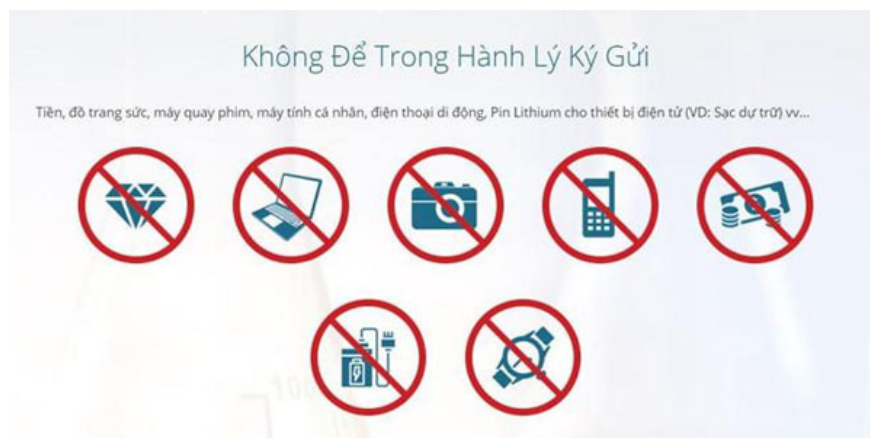 Không Để Trong Hành Lý Ký Gửi
Tiền, đồ trang sức, máy quay phim, máy tính cá nhân, điện thoại di động, Pin Lithium cho thiết bị điện tử (VD: Sạc dự trữ) vv...